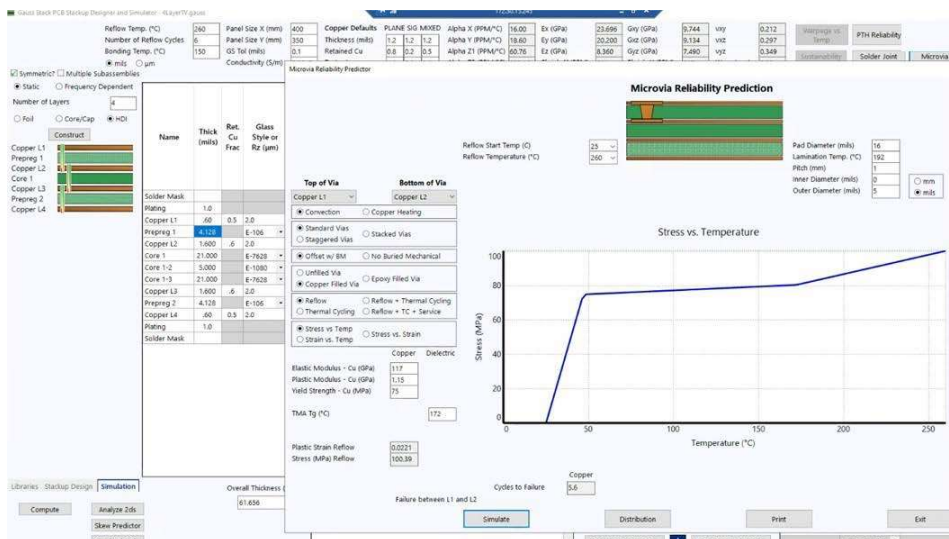 Gauss Stack PCB Stackup Designer and Simulator - 4LayerTV.gauss
Reflow Temp. (°C) 260 Panel Size X (mm) 400 Copper Defaults PLANE SIG MIXED Alpha X (PPM/°C) 16.00 Ex (GPa) 23.696 Gxy (GPa) 9.744 vxy 0.212
Number of Reflow Cycles 6 Panel Size Y (mm) 350 Thickness (mils) 1.2 1.2 1.2 Alpha Y (PPM/°C) 18.60 Ey (GPa) 20.200 Gxz (GPa) 9.134 vxz 0.297 PTH Reliability
Bonding Temp. (°C) 150 GS Tol (mils) 0.1 Retained Cu 0.8 0.2 0.5 Alpha Z1 (PPM/°C) 60.76 Ez (GPa) 8.360 Gyz (GPa) 7.490 vyz 0.349
mils µm Conductivity (S/m) Solder Joint Microvia
Symmetric? Multiple Subassemblies
Static Frequency Dependent
Number of Layers 4
Foil Core/Cap HDI
Construct
Copper L1
Prepreg 1
Copper L2
Core 1
Copper L3
Prepreg 2
Copper L4
Name Thick (mils) Ret. Cu Frac Glass Style or Rz (µm)
Solder Mask
Plating 1.0
Copper L1 .60 0.5 2.0
Prepreg 1 4.128 E-106
Copper L2 1.600 .6 2.0
Core 1 21.000 E-7628
Core 1-2 5.000 E-1080
Core 1-3 21.000 E-7628
Copper L3 1.600 .6 2.0
Prepreg 2 4.128 E-106
Copper L4 .60 0.5 2.0
Plating 1.0
Solder Mask
Libraries Stackup Design Simulation
Overall Thickness (
61.656
Compute Analyze 2ds
Skew Predictor
Microvia Reliability Predictor
Microvia Reliability Prediction
Reflow Start Temp (C) 25
Reflow Temperature (°C) 260
Pad Diameter (mils) 16
Lamination Temp. (°C) 192
Pitch (mm) 1
Inner Diameter (mils) 0 mm
Outer Diameter (mils) 5 mils
Top of Via Bottom of Via
Copper L1 Copper L2
Convection Copper Heating
Standard Vias Stacked Vias
Staggered Vias
Offset w/ BM No Buried Mechanical
Unfilled Via Epoxy Filled Via
Copper Filled Via
Reflow Reflow + Thermal Cycling
Thermal Cycling Reflow + TC + Service
Stress vs Temp Stress vs. Strain
Strain vs. Temp
Copper Dielectric
Elastic Modulus - Cu (GPa) 117
Plastic Modulus - Cu (GPa) 1.15
Yield Strength - Cu (MPa) 75
TMA Tg (°C) 172
Plastic Strain Reflow 0.0221
Stress (MPa) Reflow 100.39
Stress vs. Temperature
Stress (MPa)
100
80
60
40
20
0
0 50 100 150 200 250
Temperature (°C)
Copper
Cycles to Failure 5.6
Failure between L1 and L2
Simulate Distribution Print Exit